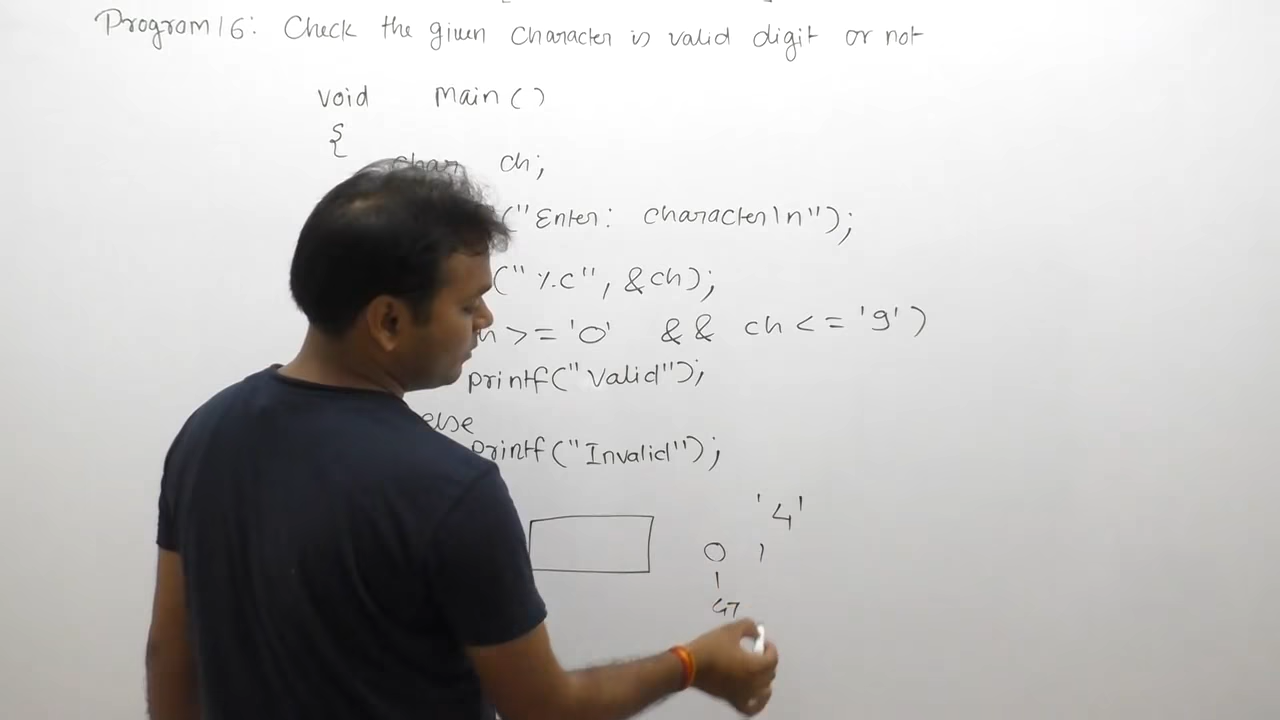 Program 16: Check the given character is valid digit or not
void main()
{
char ch;
("Enter: character\n");
("%c", &ch);
h >= '0' && ch <= '9')
printf("Valid");
else
printf("Invalid");
'4'
0 1
47